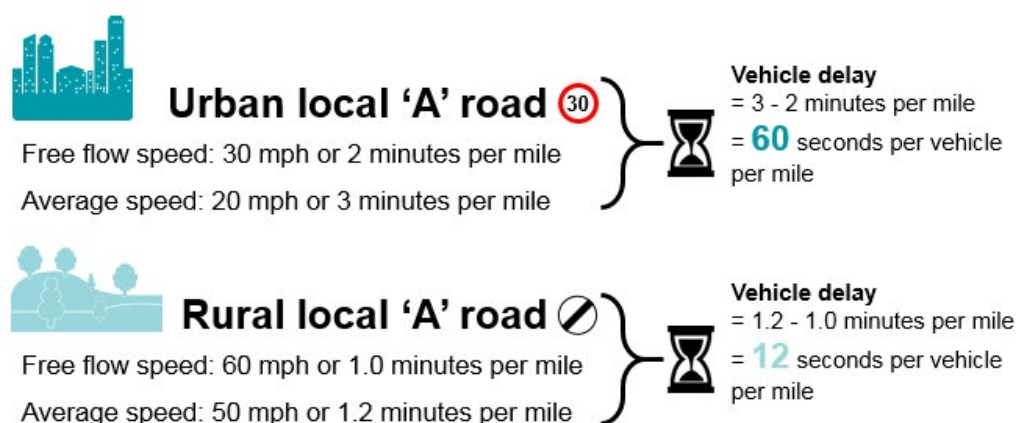 Urban local ‘A’ road 30
Free flow speed: 30 mph or 2 minutes per mile
Average speed: 20 mph or 3 minutes per mile
Vehicle delay
= 3 - 2 minutes per mile
= 60 seconds per vehicle
per mile
Rural local ‘A’ road
Free flow speed: 60 mph or 1.0 minutes per mile
Average speed: 50 mph or 1.2 minutes per mile
Vehicle delay
= 1.2 - 1.0 minutes per mile
= 12 seconds per vehicle
per mile